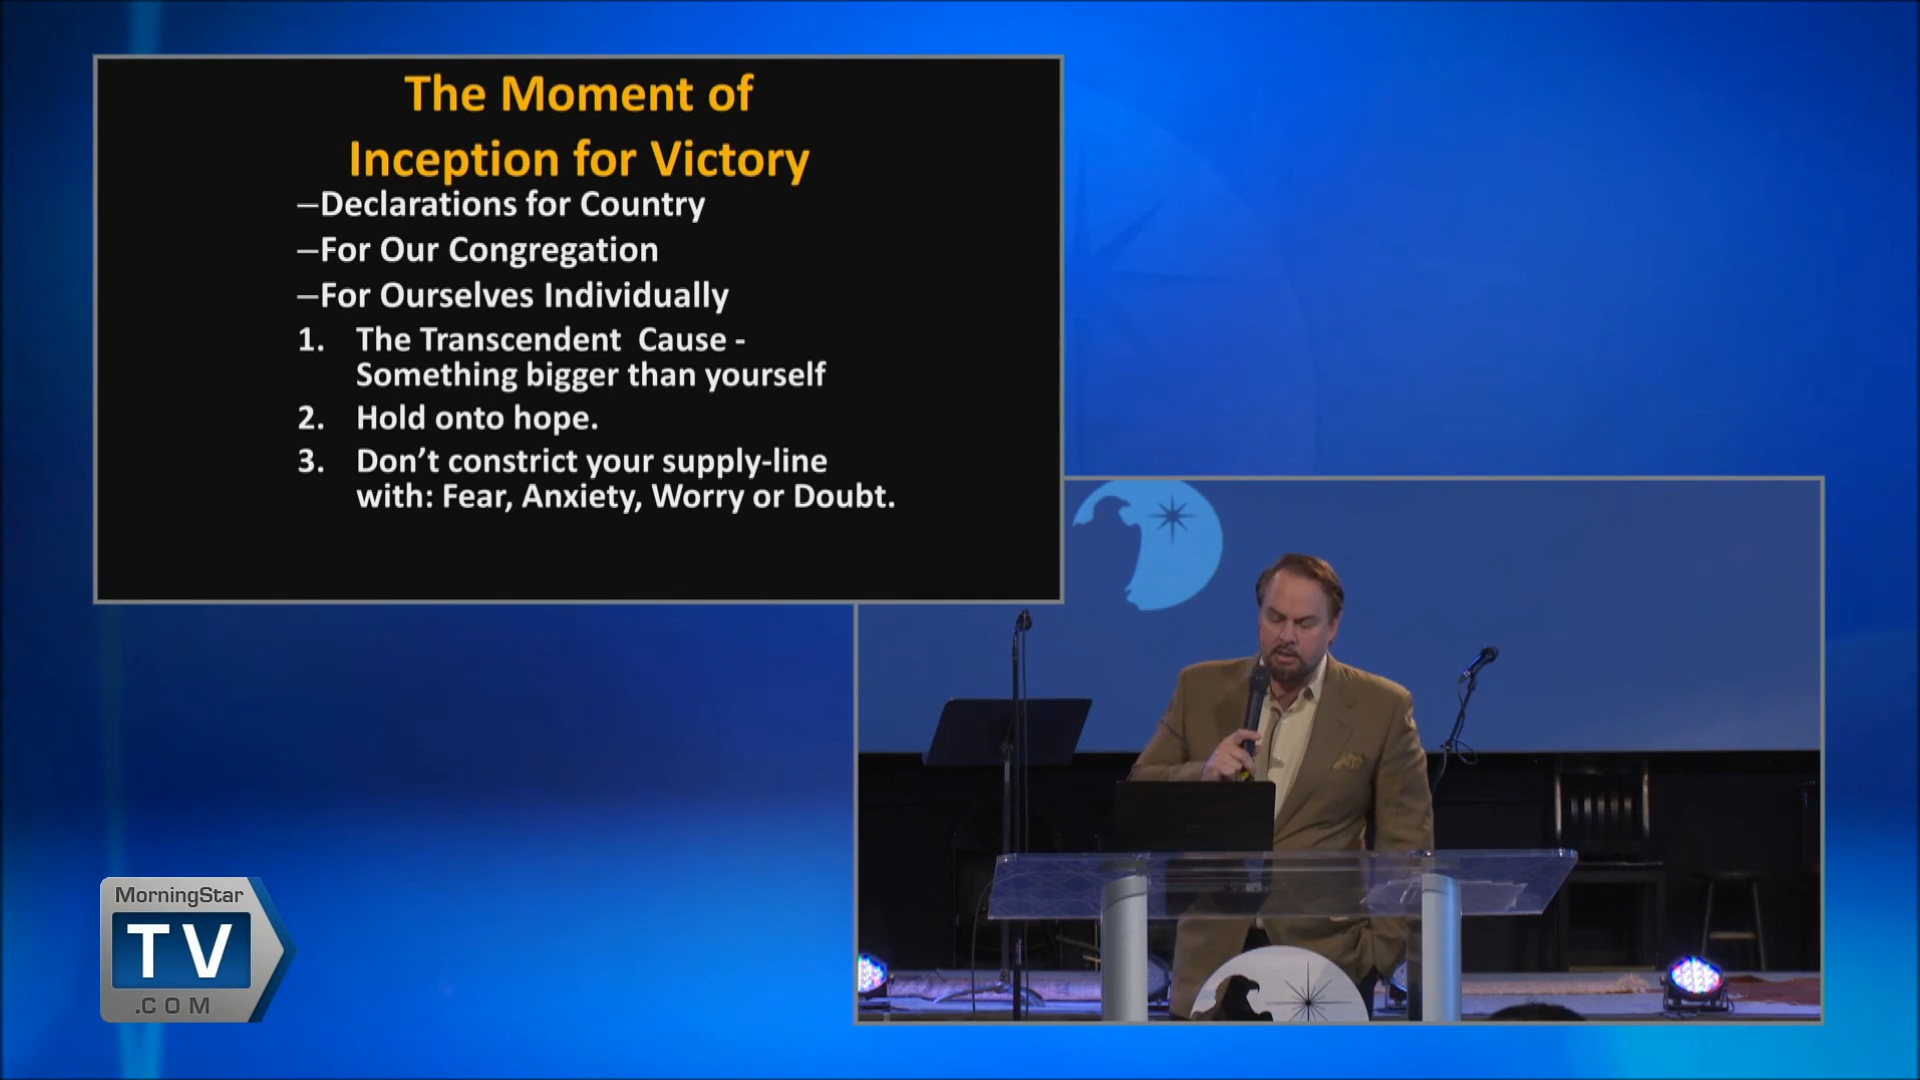 The Moment of
Inception for Victory
–Declarations for Country
–For Our Congregation
–For Ourselves Individually
1. The Transcendent Cause -
Something bigger than yourself
2. Hold onto hope.
3. Don’t constrict your supply-line
with: Fear, Anxiety, Worry or Doubt.
MorningStar
TV
.COM